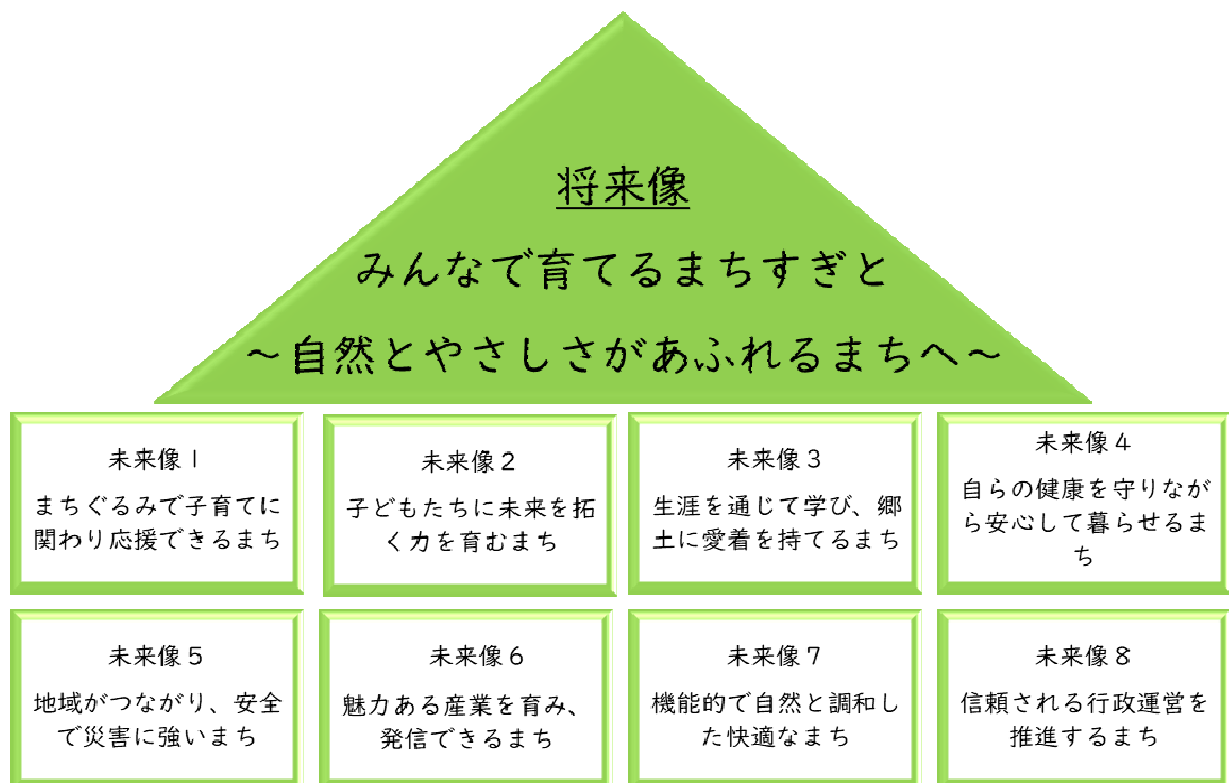 将来像
みんなで育てるまちすぎと
～自然とやさしさがあふれるまちへ～
未来像１
まちぐるみで子育てに
関わり応援できるまち
未来像２
子どもたちに未来を拓
く力を育むまち
未来像３
生涯を通じて学び、郷
土に愛着を持てるまち
未来像４
自らの健康を守りなが
ら安心して暮らせるま
ち
未来像５
地域がつながり、安全
で災害に強いまち
未来像６
魅力ある産業を育み、
発信できるまち
未来像７
機能的で自然と調和し
た快適なまち
未来像８
信頼される行政運営を
推進するまち